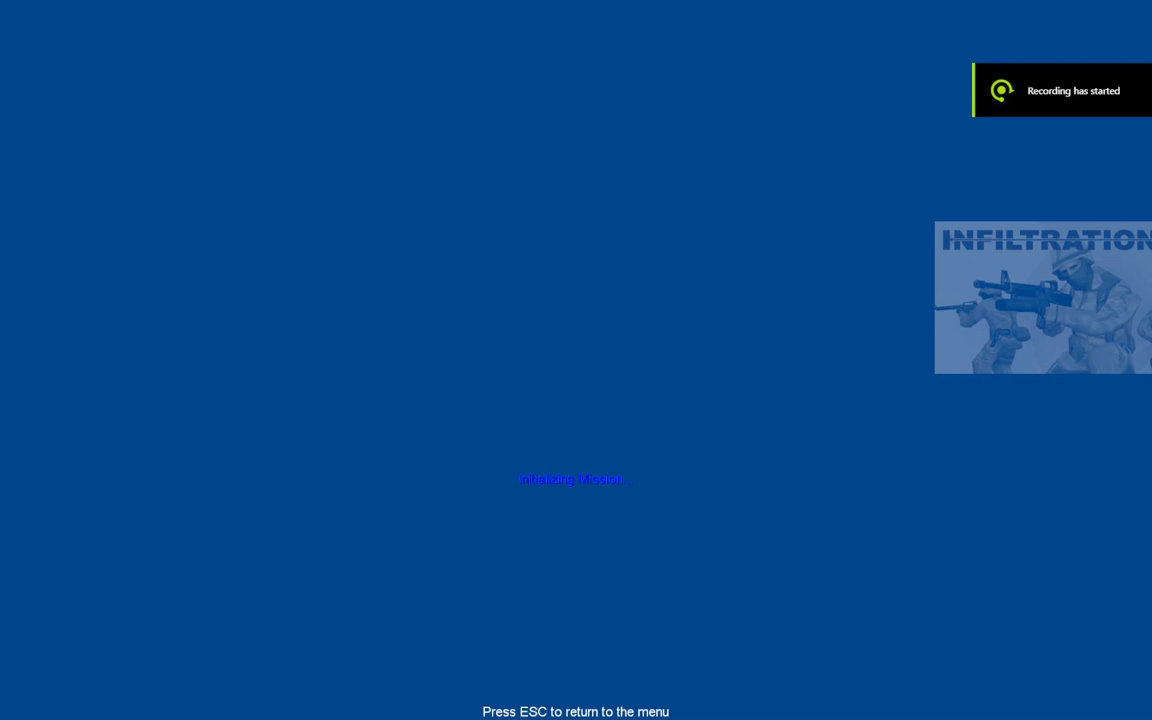 Recording has started
INFILTRATION
Initializing Mission...
Press ESC to return to the menu